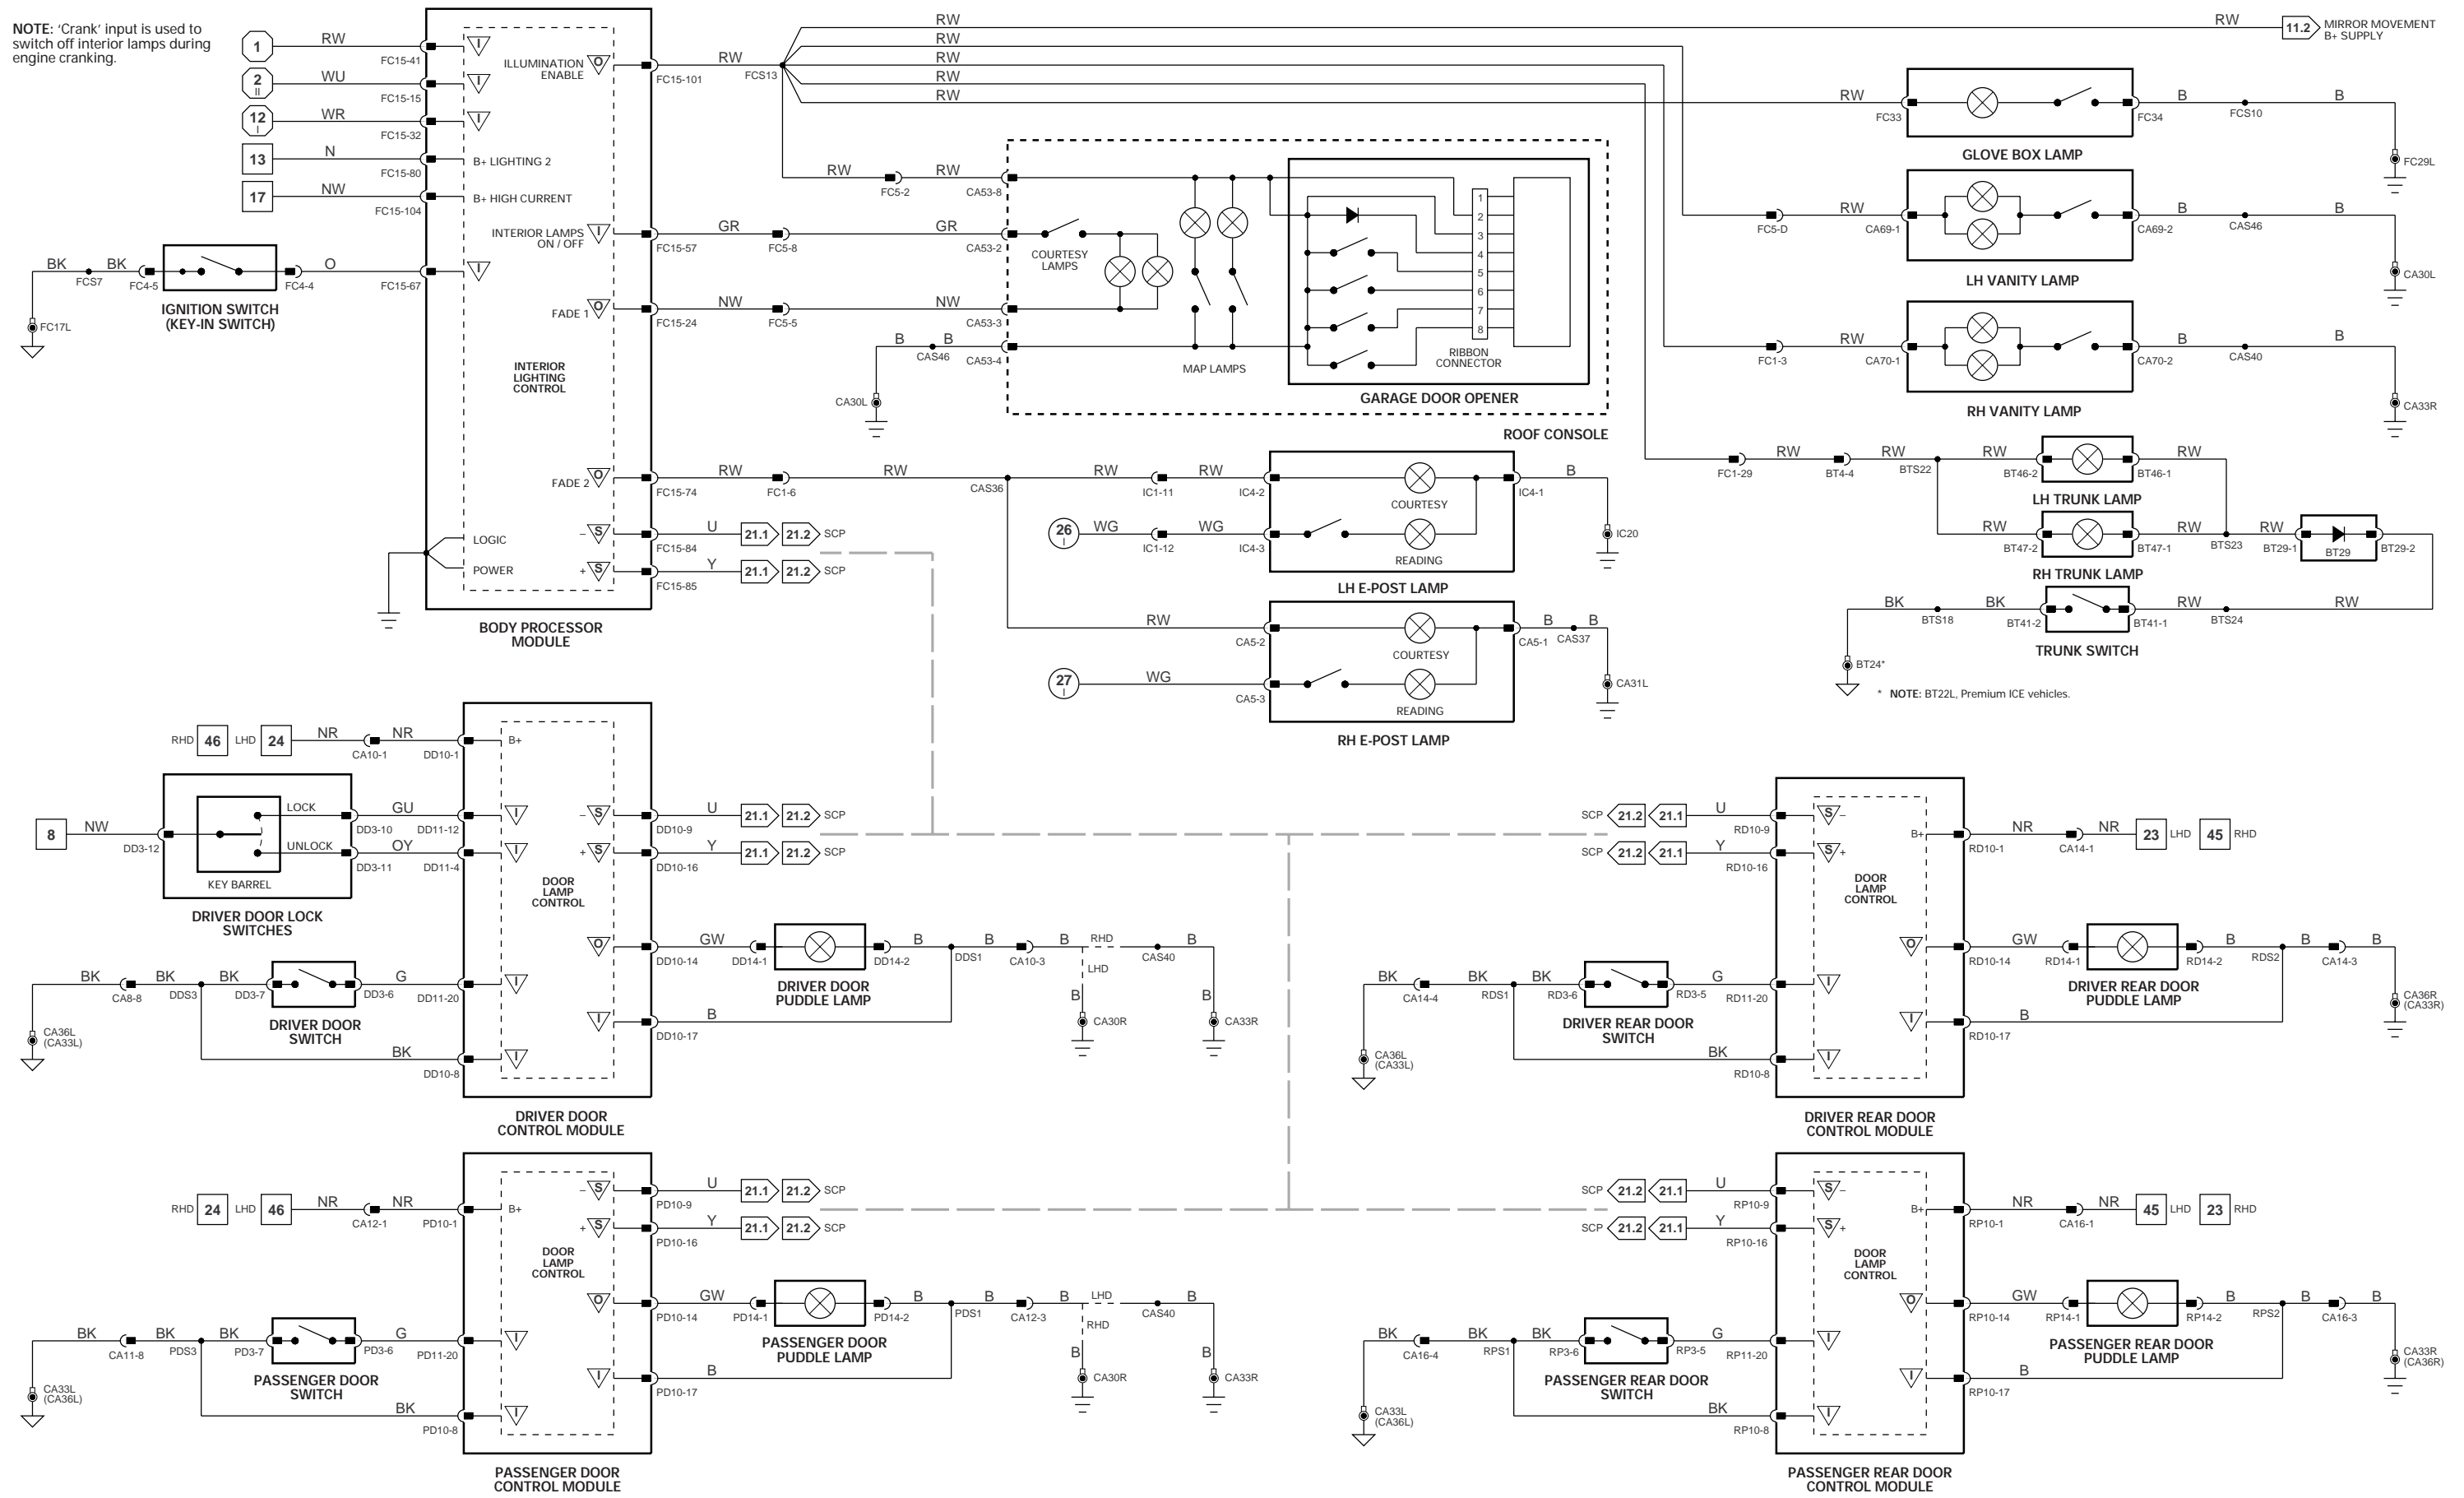 NOTE: ‘Crank’ input is used to
switch off interior lamps during
engine cranking.
1
RW
FC15-41
2
II
WU
FC15-15
12
I
WR
FC15-32
13
N
FC15-80
B+ LIGHTING 2
17
NW
FC15-104
B+ HIGH CURRENT
I
I
I
ILLUMINATION
ENABLE
O
FC15-101
RW
FCS13
RW
RW
RW
RW
RW
RW
11.2
MIRROR MOVEMENT
B+ SUPPLY
INTERIOR LAMPS
ON / OFF
I
FC15-57
GR
FC5-8
GR
CA53-2
BK
FCS7
BK
FC4-5
FC4-4
O
FC15-67
I
IGNITION SWITCH
(KEY-IN SWITCH)
FC17L
FADE 1
O
FC15-24
NW
FC5-5
NW
CA53-3
INTERIOR
LIGHTING
CONTROL
FADE 2
O
FC15-74
RW
FC1-6
RW
CAS36
LOGIC
POWER
–
S
FC15-84
U
21.1
21.2
SCP
+
S
FC15-85
Y
21.1
21.2
SCP
BODY PROCESSOR
MODULE
RW
FC5-2
RW
CA53-8
COURTESY
LAMPS
B
CAS46
B
CA53-4
CA30L
MAP LAMPS
1
2
3
4
5
6
7
8
RIBBON
CONNECTOR
GARAGE DOOR OPENER
ROOF CONSOLE
RW
FC33
FC34
B
FCS10
B
FC29L
GLOVE BOX LAMP
FC5-D
RW
CA69-1
CA69-2
B
CAS46
B
CA30L
LH VANITY LAMP
FC1-3
RW
CA70-1
CA70-2
B
CAS40
B
CA33R
RH VANITY LAMP
FC1-29
RW
BT4-4
RW
BTS22
RW
BT46-2
BT46-1
RW
LH TRUNK LAMP
RW
BT47-2
BT47-1
RW
BTS23
RW
BT29-1
BT29
BT29-2
RH TRUNK LAMP
BK
BTS18
BK
BT41-2
BT41-1
RW
BTS24
RW
TRUNK SWITCH
BT24*
* NOTE: BT22L, Premium ICE vehicles.
RW
IC1-11
RW
IC4-2
COURTESY
IC4-1
B
IC20
26
I
WG
IC1-12
WG
IC4-3
READING
LH E-POST LAMP
RW
CA5-2
COURTESY
CA5-1
B
CAS37
B
CA31L
27
I
WG
CA5-3
READING
RH E-POST LAMP
RHD
46
LHD
24
NR
CA10-1
NR
DD10-1
B+
8
NW
DD3-12
LOCK
UNLOCK
KEY BARREL
DD3-10
GU
DD11-12
I
DD3-11
OY
DD11-4
I
DRIVER DOOR LOCK
SWITCHES
–
S
DD10-9
U
21.1
21.2
SCP
+
S
DD10-16
Y
21.1
21.2
SCP
DOOR
LAMP
CONTROL
O
DD10-14
GW
DD14-1
DD14-2
B
DDS1
B
CA10-3
B
RHD
LHD
CAS40
B
B
CA30R
B
CA33R
DRIVER DOOR
PUDDLE LAMP
BK
CA8-8
BK
DDS3
BK
DD3-7
DD3-6
G
DD11-20
I
DRIVER DOOR
SWITCH
CA36L
(CA33L)
BK
DD10-8
I
I
DD10-17
B
DRIVER DOOR
CONTROL MODULE
SCP
21.2
21.1
U
RD10-9
S
–
SCP
21.2
21.1
Y
RD10-16
S
+
B+
RD10-1
NR
CA14-1
NR
23
LHD
45
RHD
DOOR
LAMP
CONTROL
O
RD10-14
GW
RD14-1
RD14-2
B
RDS2
B
CA14-3
B
CA36R
(CA33R)
DRIVER REAR DOOR
PUDDLE LAMP
BK
CA14-4
BK
RDS1
BK
RD3-6
RD3-5
G
RD11-20
I
DRIVER REAR DOOR
SWITCH
CA36L
(CA33L)
BK
RD10-8
I
I
RD10-17
B
DRIVER REAR DOOR
CONTROL MODULE
RHD
24
LHD
46
NR
CA12-1
NR
PD10-1
B+
–
S
PD10-9
U
21.1
21.2
SCP
+
S
PD10-16
Y
21.1
21.2
SCP
DOOR
LAMP
CONTROL
O
PD10-14
GW
PD14-1
PD14-2
B
PDS1
B
CA12-3
B
LHD
RHD
CAS40
B
B
CA30R
B
CA33R
PASSENGER DOOR
PUDDLE LAMP
BK
CA11-8
BK
PDS3
BK
PD3-7
PD3-6
G
PD11-20
I
PASSENGER DOOR
SWITCH
CA33L
(CA36L)
BK
PD10-8
I
I
PD10-17
B
PASSENGER DOOR
CONTROL MODULE
SCP
21.2
21.1
U
RP10-9
S
–
SCP
21.2
21.1
Y
RP10-16
S
+
B+
RP10-1
NR
CA16-1
NR
45
LHD
23
RHD
DOOR
LAMP
CONTROL
O
RP10-14
GW
RP14-1
RP14-2
B
RPS2
B
CA16-3
B
CA33R
(CA36R)
PASSENGER REAR DOOR
PUDDLE LAMP
BK
CA16-4
BK
RPS1
BK
RP3-6
RP3-5
G
RP11-20
I
PASSENGER REAR DOOR
SWITCH
CA33L
(CA36L)
BK
RP10-8
I
I
RP10-17
B
PASSENGER REAR DOOR
CONTROL MODULE